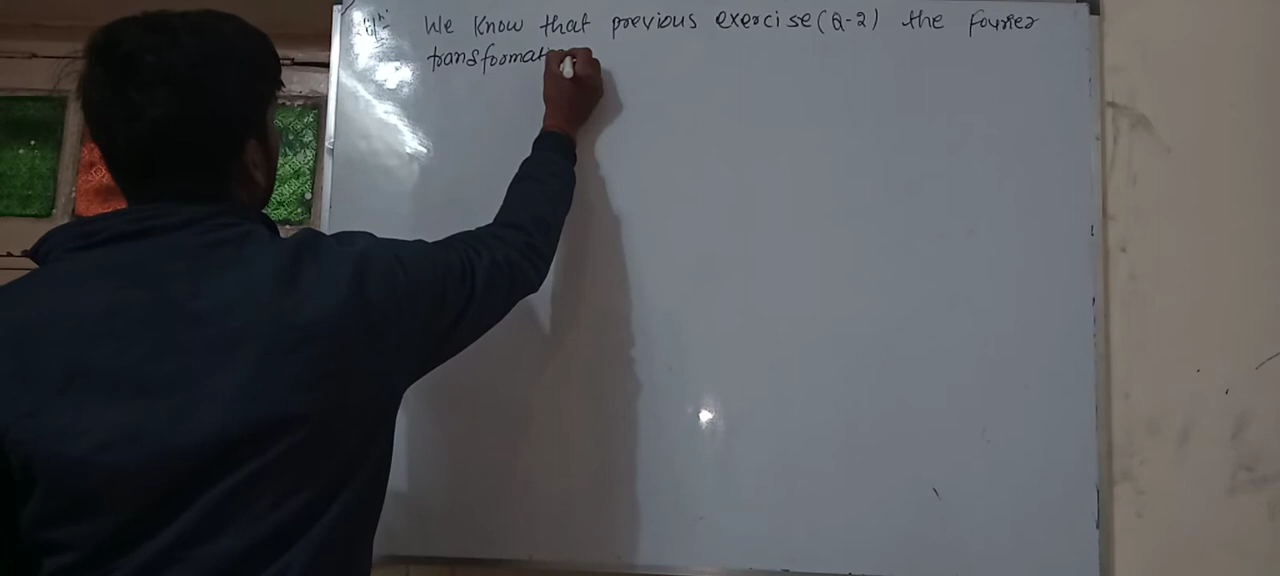 We know that previous exercise (Q-2) the Fourier
transformat